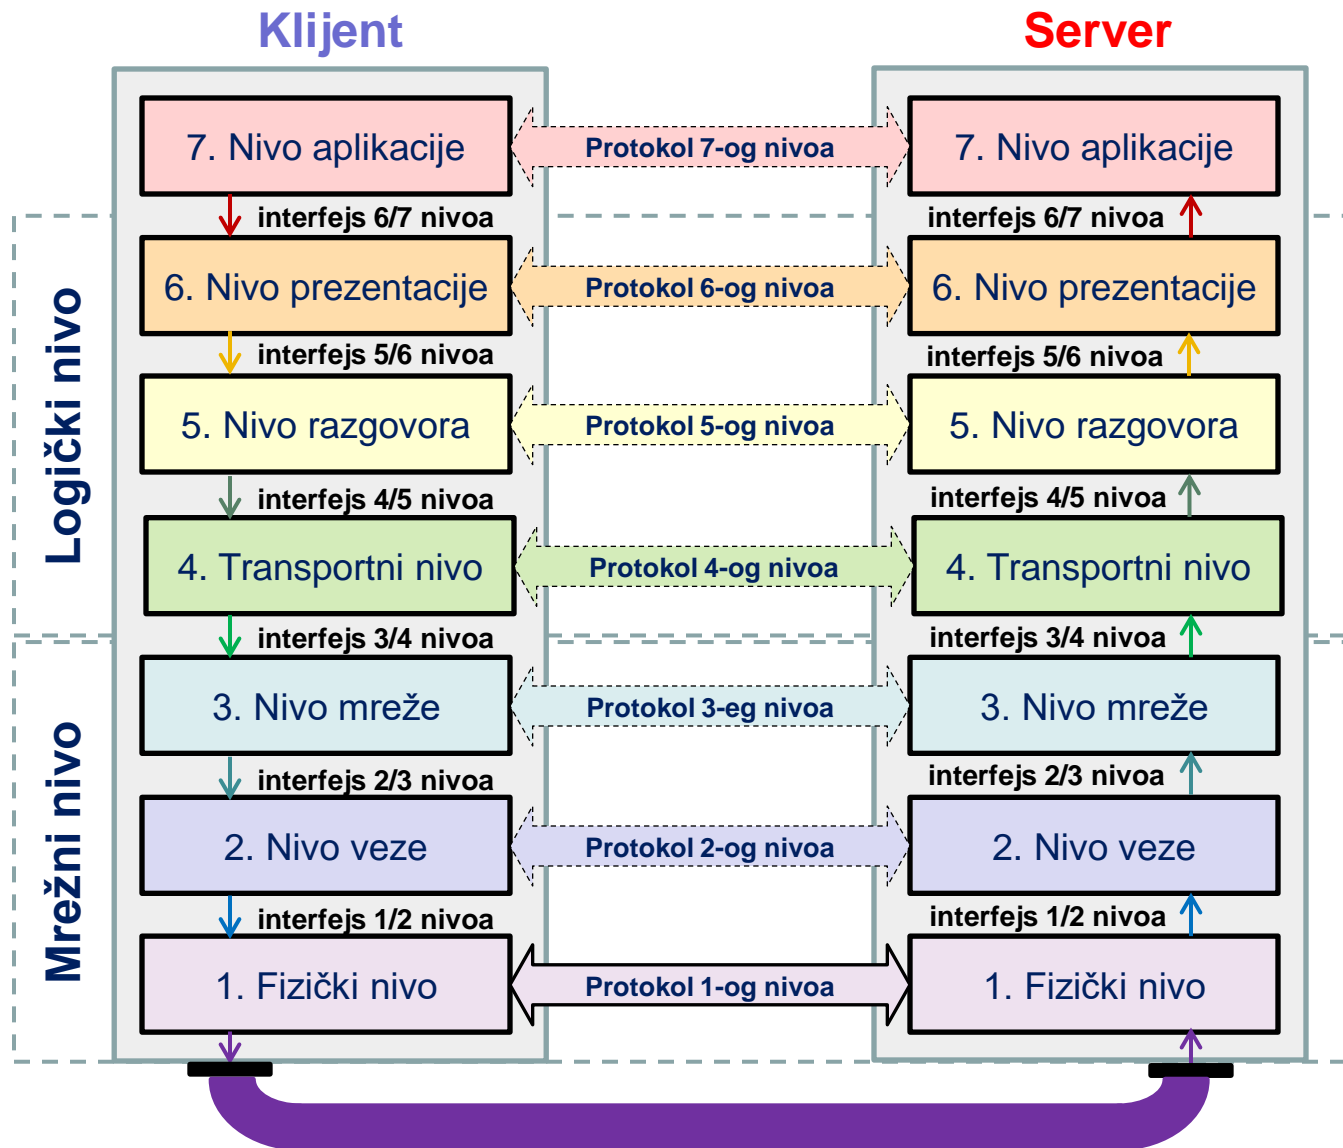 Klijent
Server
7. Nivo aplikacije
Protokol 7-og nivoa
7. Nivo aplikacije
interfejs 6/7 nivoa
interfejs 6/7 nivoa
6. Nivo prezentacije
Protokol 6-og nivoa
6. Nivo prezentacije
interfejs 5/6 nivoa
interfejs 5/6 nivoa
Logički nivo
5. Nivo razgovora
Protokol 5-og nivoa
5. Nivo razgovora
interfejs 4/5 nivoa
interfejs 4/5 nivoa
4. Transportni nivo
Protokol 4-og nivoa
4. Transportni nivo
interfejs 3/4 nivoa
interfejs 3/4 nivoa
3. Nivo mreže
Protokol 3-eg nivoa
3. Nivo mreže
interfejs 2/3 nivoa
interfejs 2/3 nivoa
Mrežni nivo
2. Nivo veze
Protokol 2-og nivoa
2. Nivo veze
interfejs 1/2 nivoa
interfejs 1/2 nivoa
1. Fizički nivo
Protokol 1-og nivoa
1. Fizički nivo